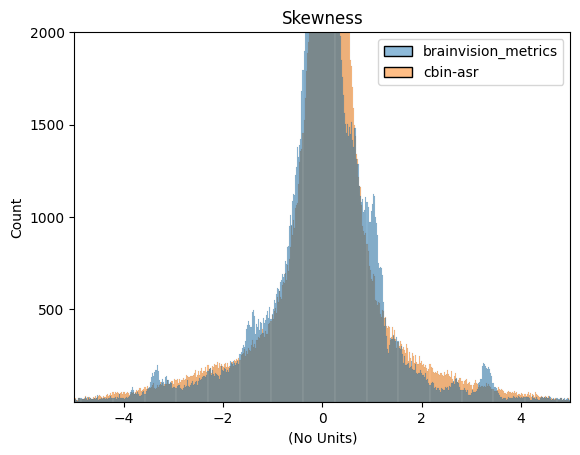 Skewness
brainvision_metrics
cbin-asr
2000
1500
1000
500
Count
−4
−2
0
2
4
(No Units)